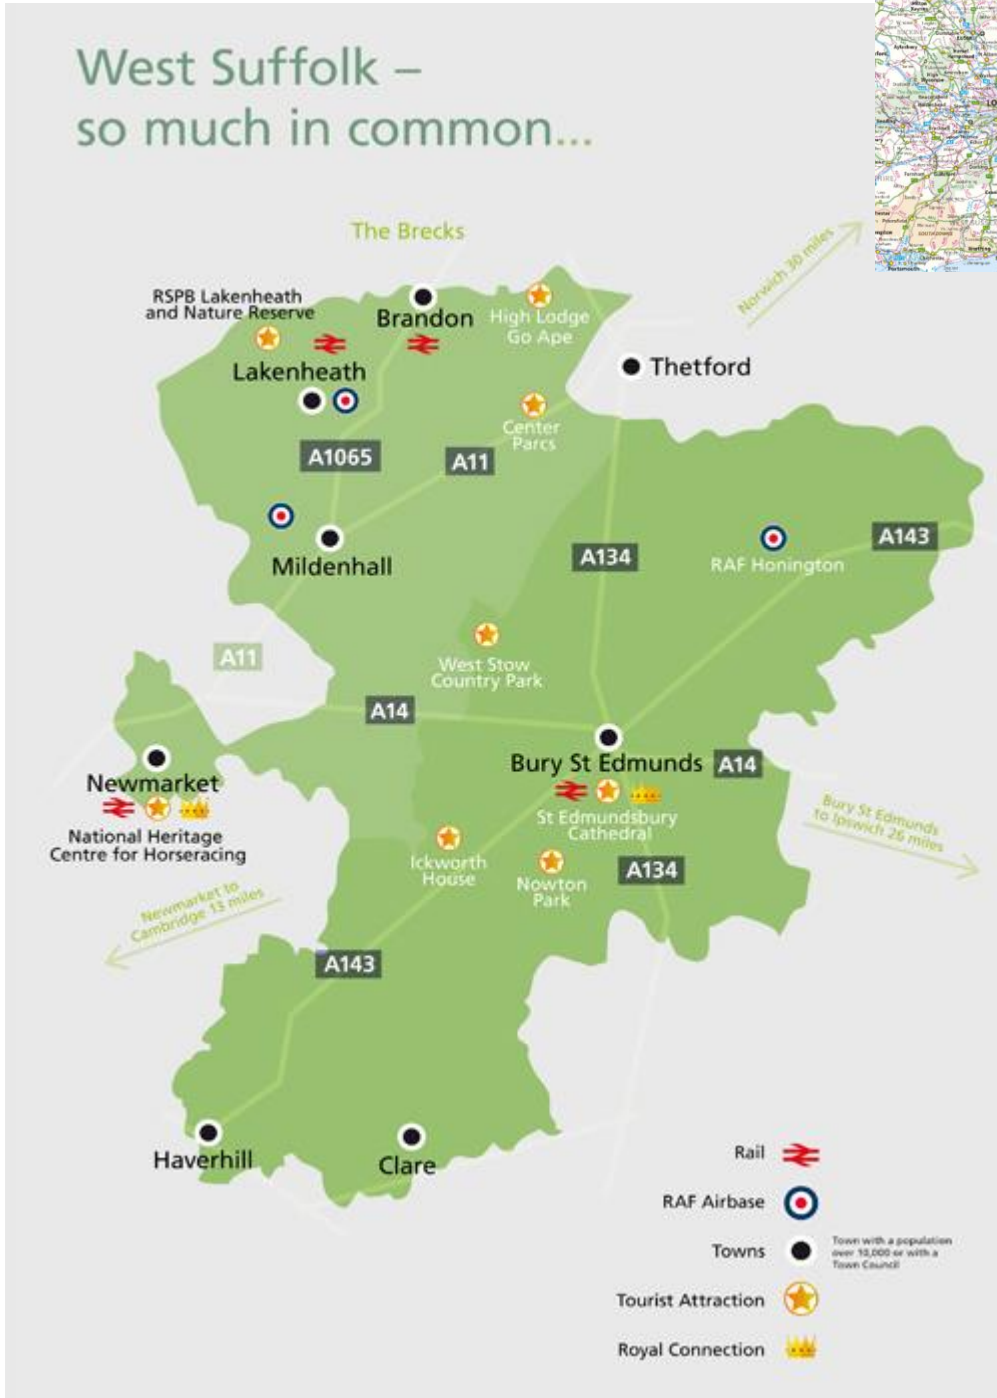 West Suffolk –
so much in common...
The Brecks
Norwich 30 miles
RSPB Lakenheath
and Nature Reserve
Brandon
High Lodge
Go Ape
Thetford
Lakenheath
Center
Parcs
A1065
A11
Mildenhall
A134
RAF Honington
A143
A11
West Stow
Country Park
A14
Newmarket
National Heritage
Centre for Horseracing
Bury St Edmunds
A14
St Edmundsbury
Cathedral
Bury St Edmunds
to Ipswich 26 miles
Ickworth
House
Nowton
Park
A134
Newmarket to
Cambridge 13 miles
A143
Haverhill
Clare
Rail
RAF Airbase
Towns
Town with a population
over 10,000 or with a
Town Council
Tourist Attraction
Royal Connection
Portsmouth